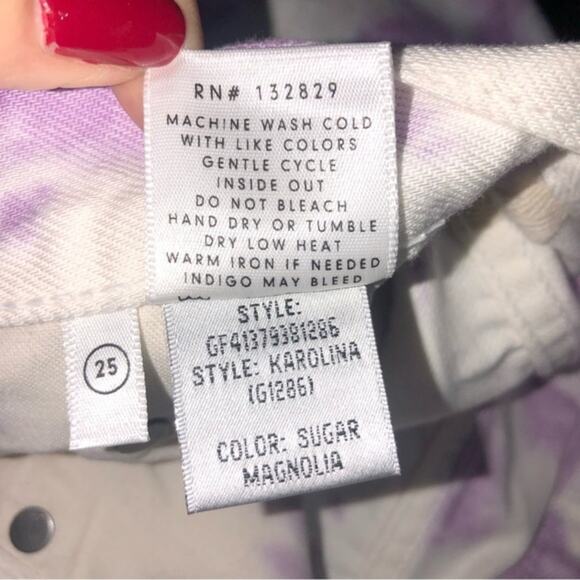 RN# 132829
MACHINE WASH COLD
WITH LIKE COLORS
GENTLE CYCLE
INSIDE OUT
DO NOT BLEACH
HAND DRY OR TUMBLE
DRY LOW HEAT
WARM IRON IF NEEDED
INDIGO MAY BLEED
STYLE:
GF41379381286
STYLE: KAROLINA
(G1286)
COLOR: SUGAR
MAGNOLIA
25